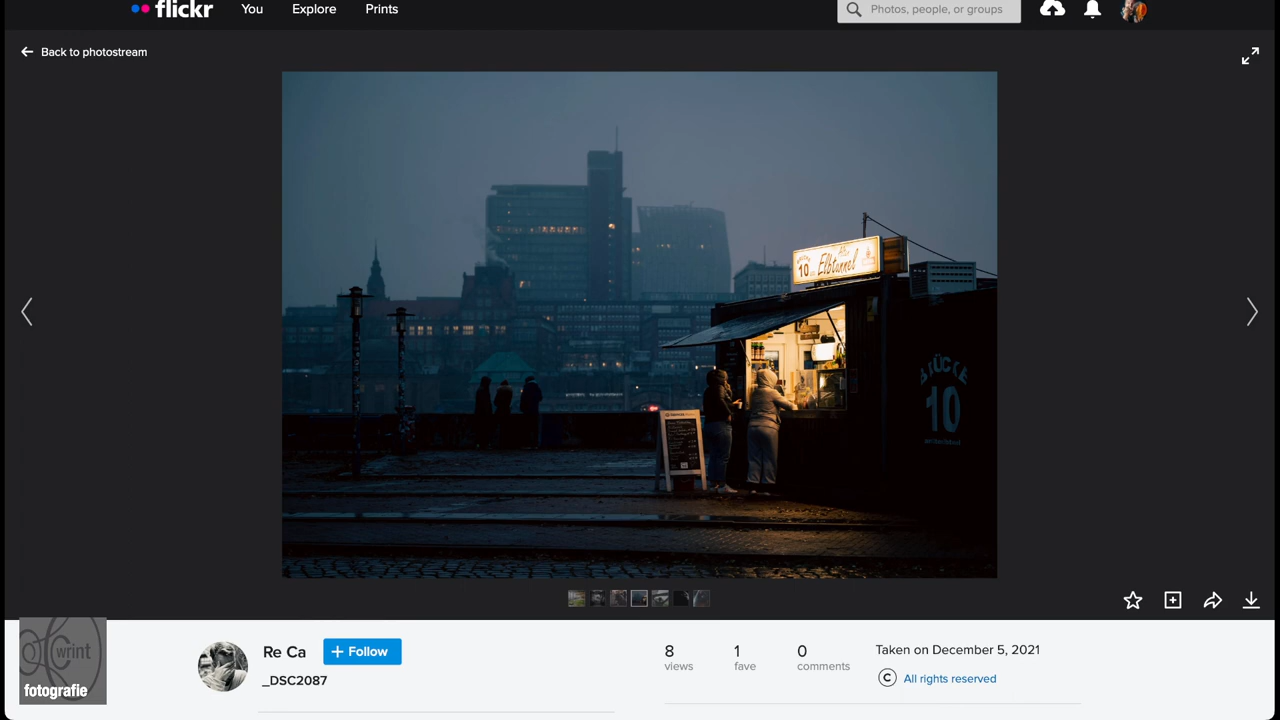 flickr
You
Explore
Prints
Photos, people, or groups
Back to photostream
10
Elbtunnel
BRÜCKE
10
Re Ca
+ Follow
_DSC2087
8
views
1
fave
0
comments
Taken on December 5, 2021
© All rights reserved
wrint
fotografie